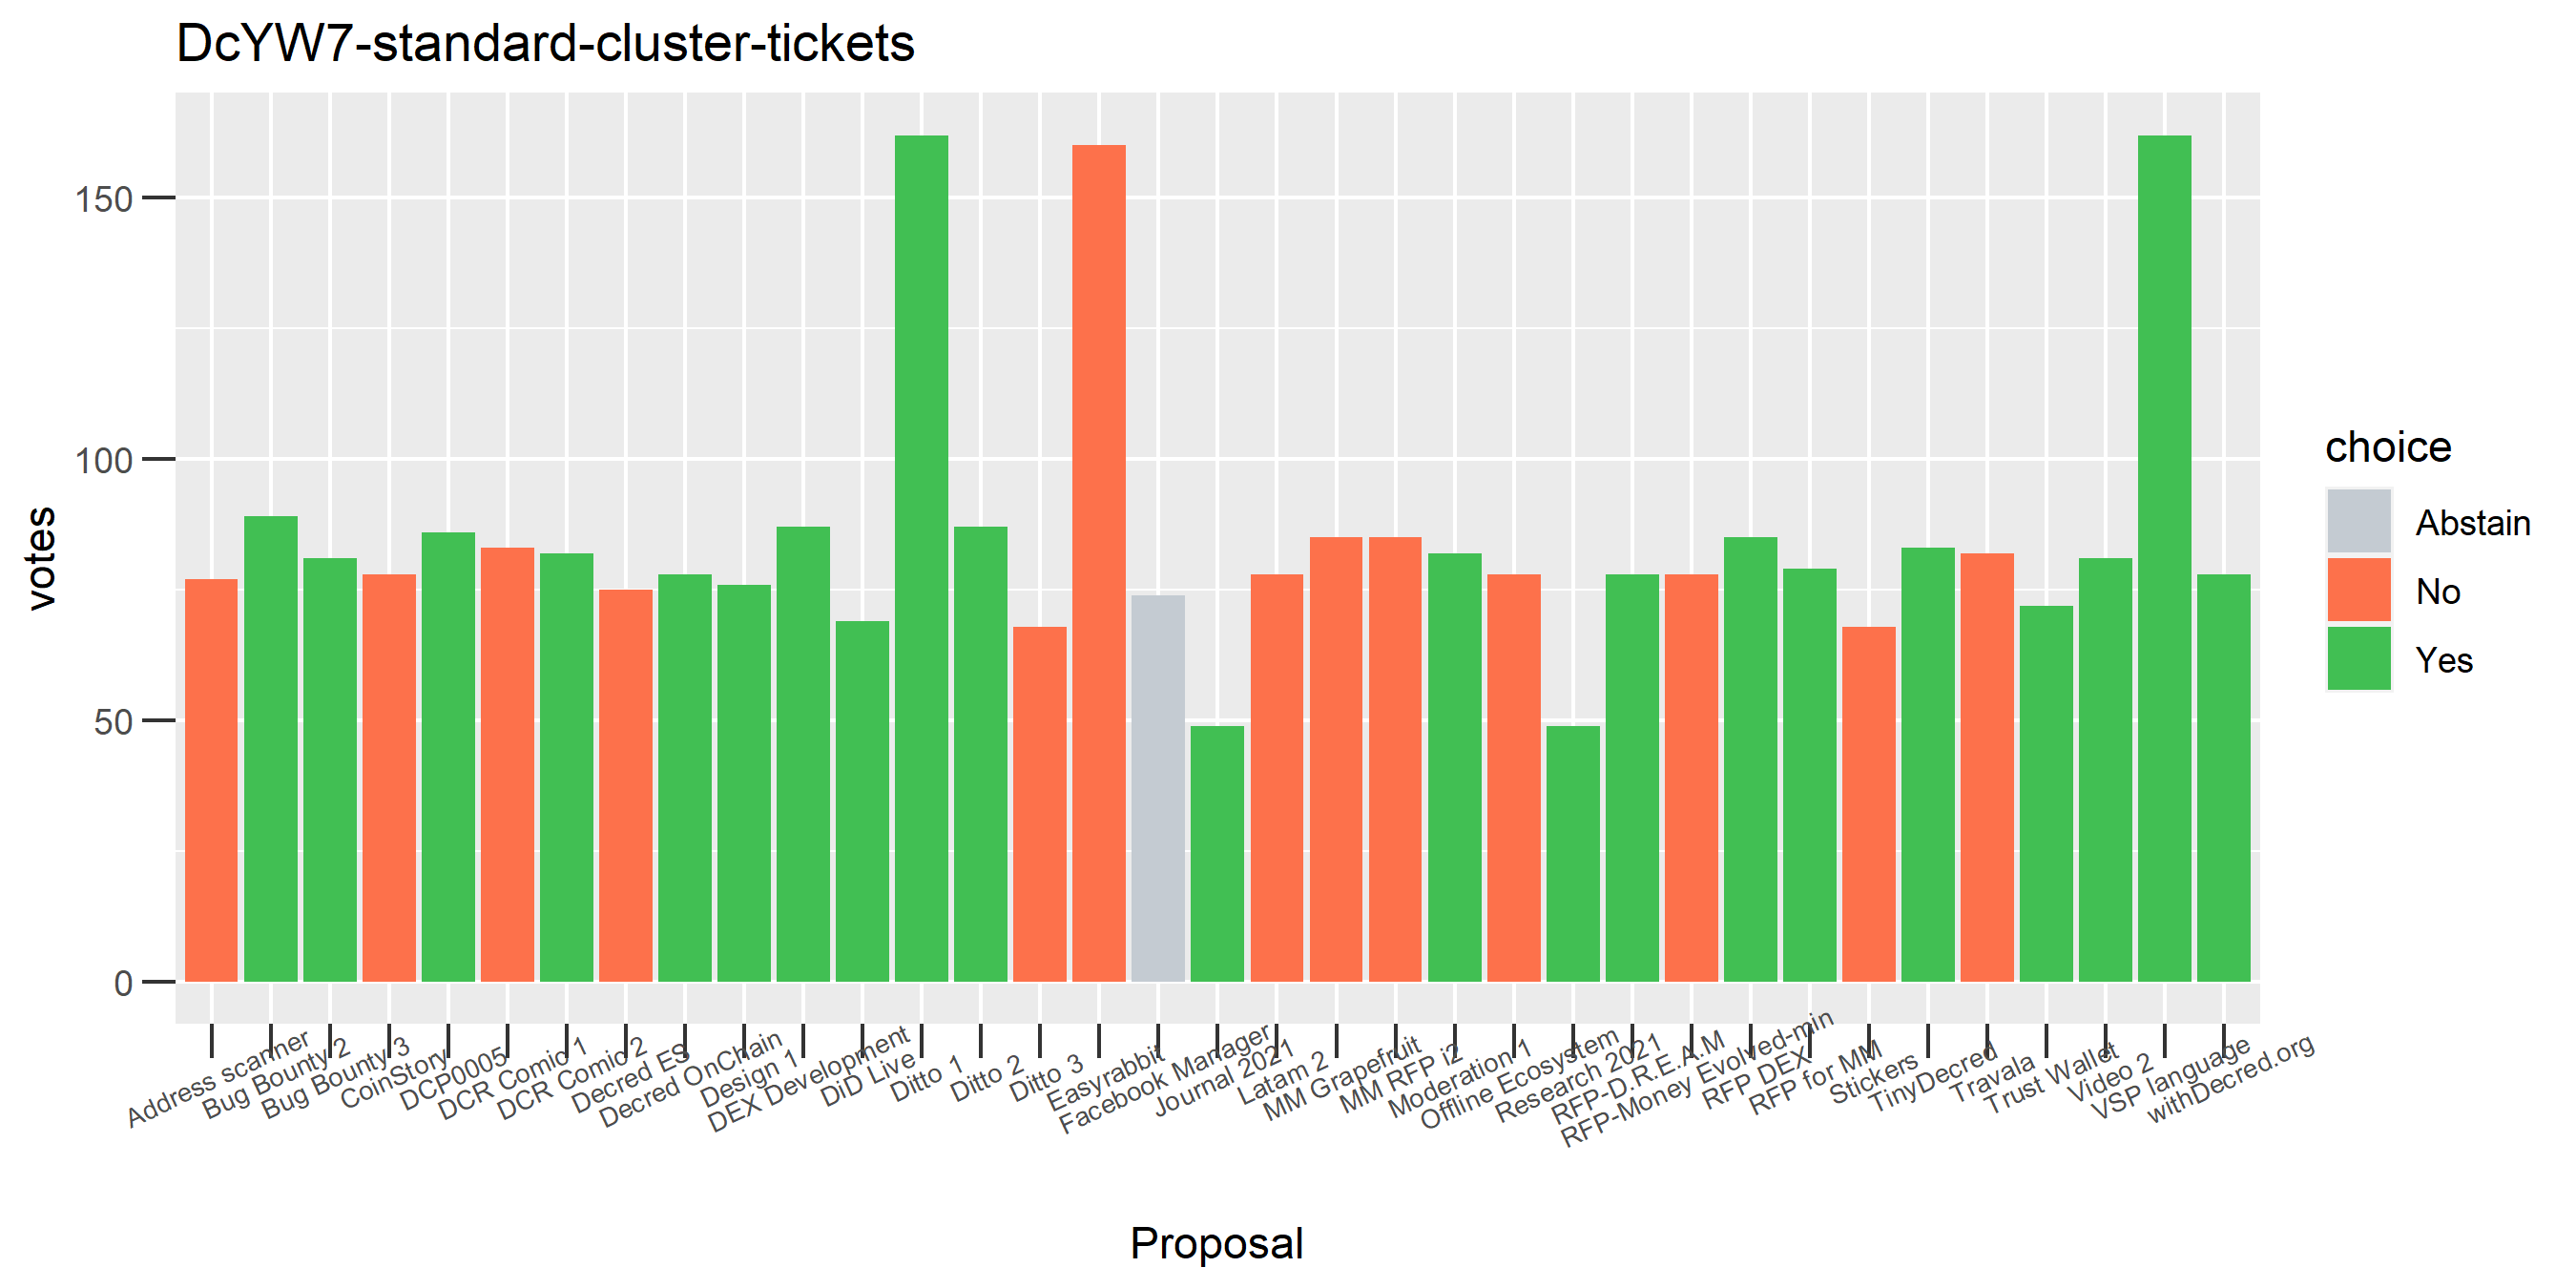 DcYW7-standard-cluster-tickets
votes
150
100
50
0
Address scanner
Bug Bounty 2
Bug Bounty 3
CoinStory
DCP0005
DCR Comic 1
DCR Comic 2
Decred ES
Decred OnChain
Design 1
DEX Development
DiD Live
Ditto 1
Ditto 2
Ditto 3
Easyrabbit
Facebook Manager
Journal 2021
Latam 2
MM Grapefruit
MM RFP i2
Moderation 1
Offline Ecosystem
Research 2021
RFP-D.R.E.A.M
RFP-Money Evolved-min
RFP DEX
RFP for MM
Stickers
TinyDecred
Travala
Trust Wallet
Video 2
VSP language
withDecred.org
Proposal
choice
Abstain
No
Yes